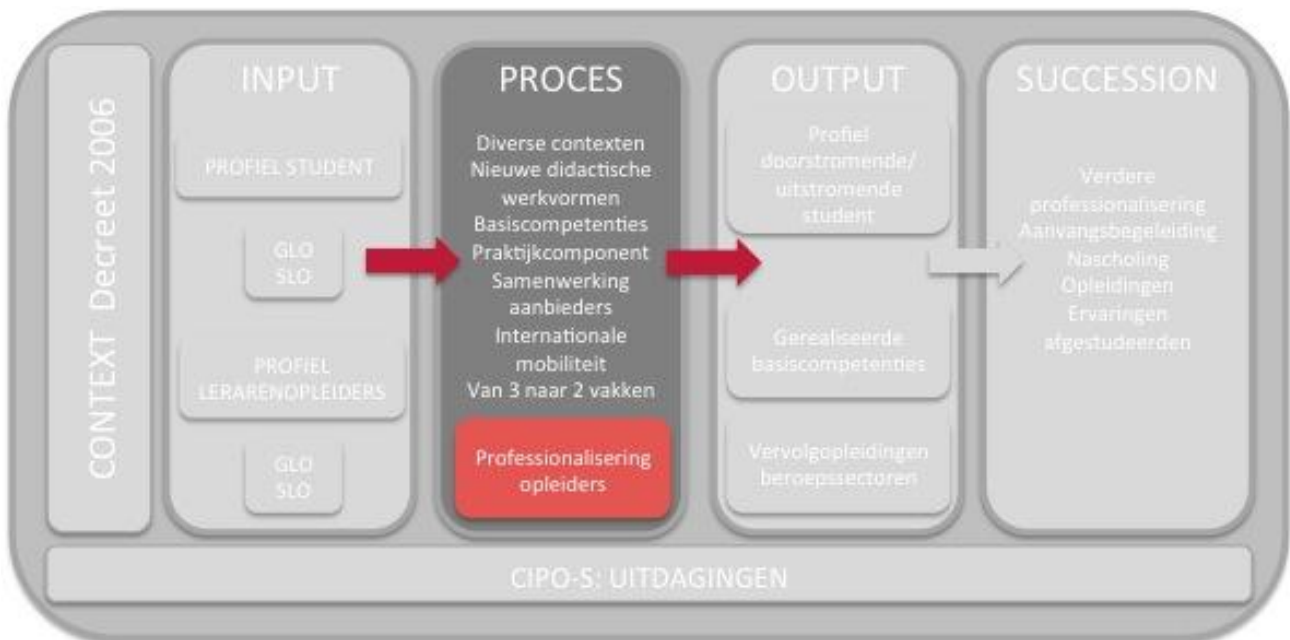 CONTEXT Decreet 2006
INPUT
PROFIEL STUDENT
GLO
SLO
PROFIEL
LERARENOPLEIDERS
GLO
SLO
PROCES
Diverse contexten
Nieuwe didactische
werkvormen
Basiscompetenties
Praktijkcomponent
Samenwerking
aanbieders
Internationale
mobiliteit
Van 3 naar 2 vakken
Professionalisering
opleiders
OUTPUT
Profiel
doorstromende/
uitstromende
student
Gerealiseerde
basiscompetenties
Vervolgopleidingen
beroepssectoren
SUCCESSION
Verdere
professionalisering
Aanvangsbegeleiding
Nascholing
Opleidingen
Ervaringen
afgestudeerden
CIPO-S: UITDAGINGEN